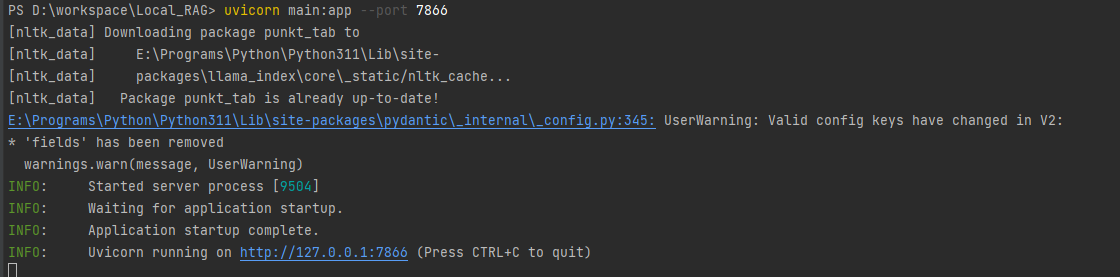 PS D:\workspace\Local_RAG> uvicorn main:app --port 7866
[nltk_data] Downloading package punkt_tab to
[nltk_data]     E:\Programs\Python\Python311\Lib\site-
[nltk_data]     packages\llama_index\core\_static/nltk_cache...
[nltk_data]   Package punkt_tab is already up-to-date!
E:\Programs\Python\Python311\Lib\site-packages\pydantic\_internal\_config.py:345: UserWarning: Valid config keys have changed in V2:
* 'fields' has been removed
  warnings.warn(message, UserWarning)
INFO:     Started server process [9504]
INFO:     Waiting for application startup.
INFO:     Application startup complete.
INFO:     Uvicorn running on http://127.0.0.1:7866 (Press CTRL+C to quit)